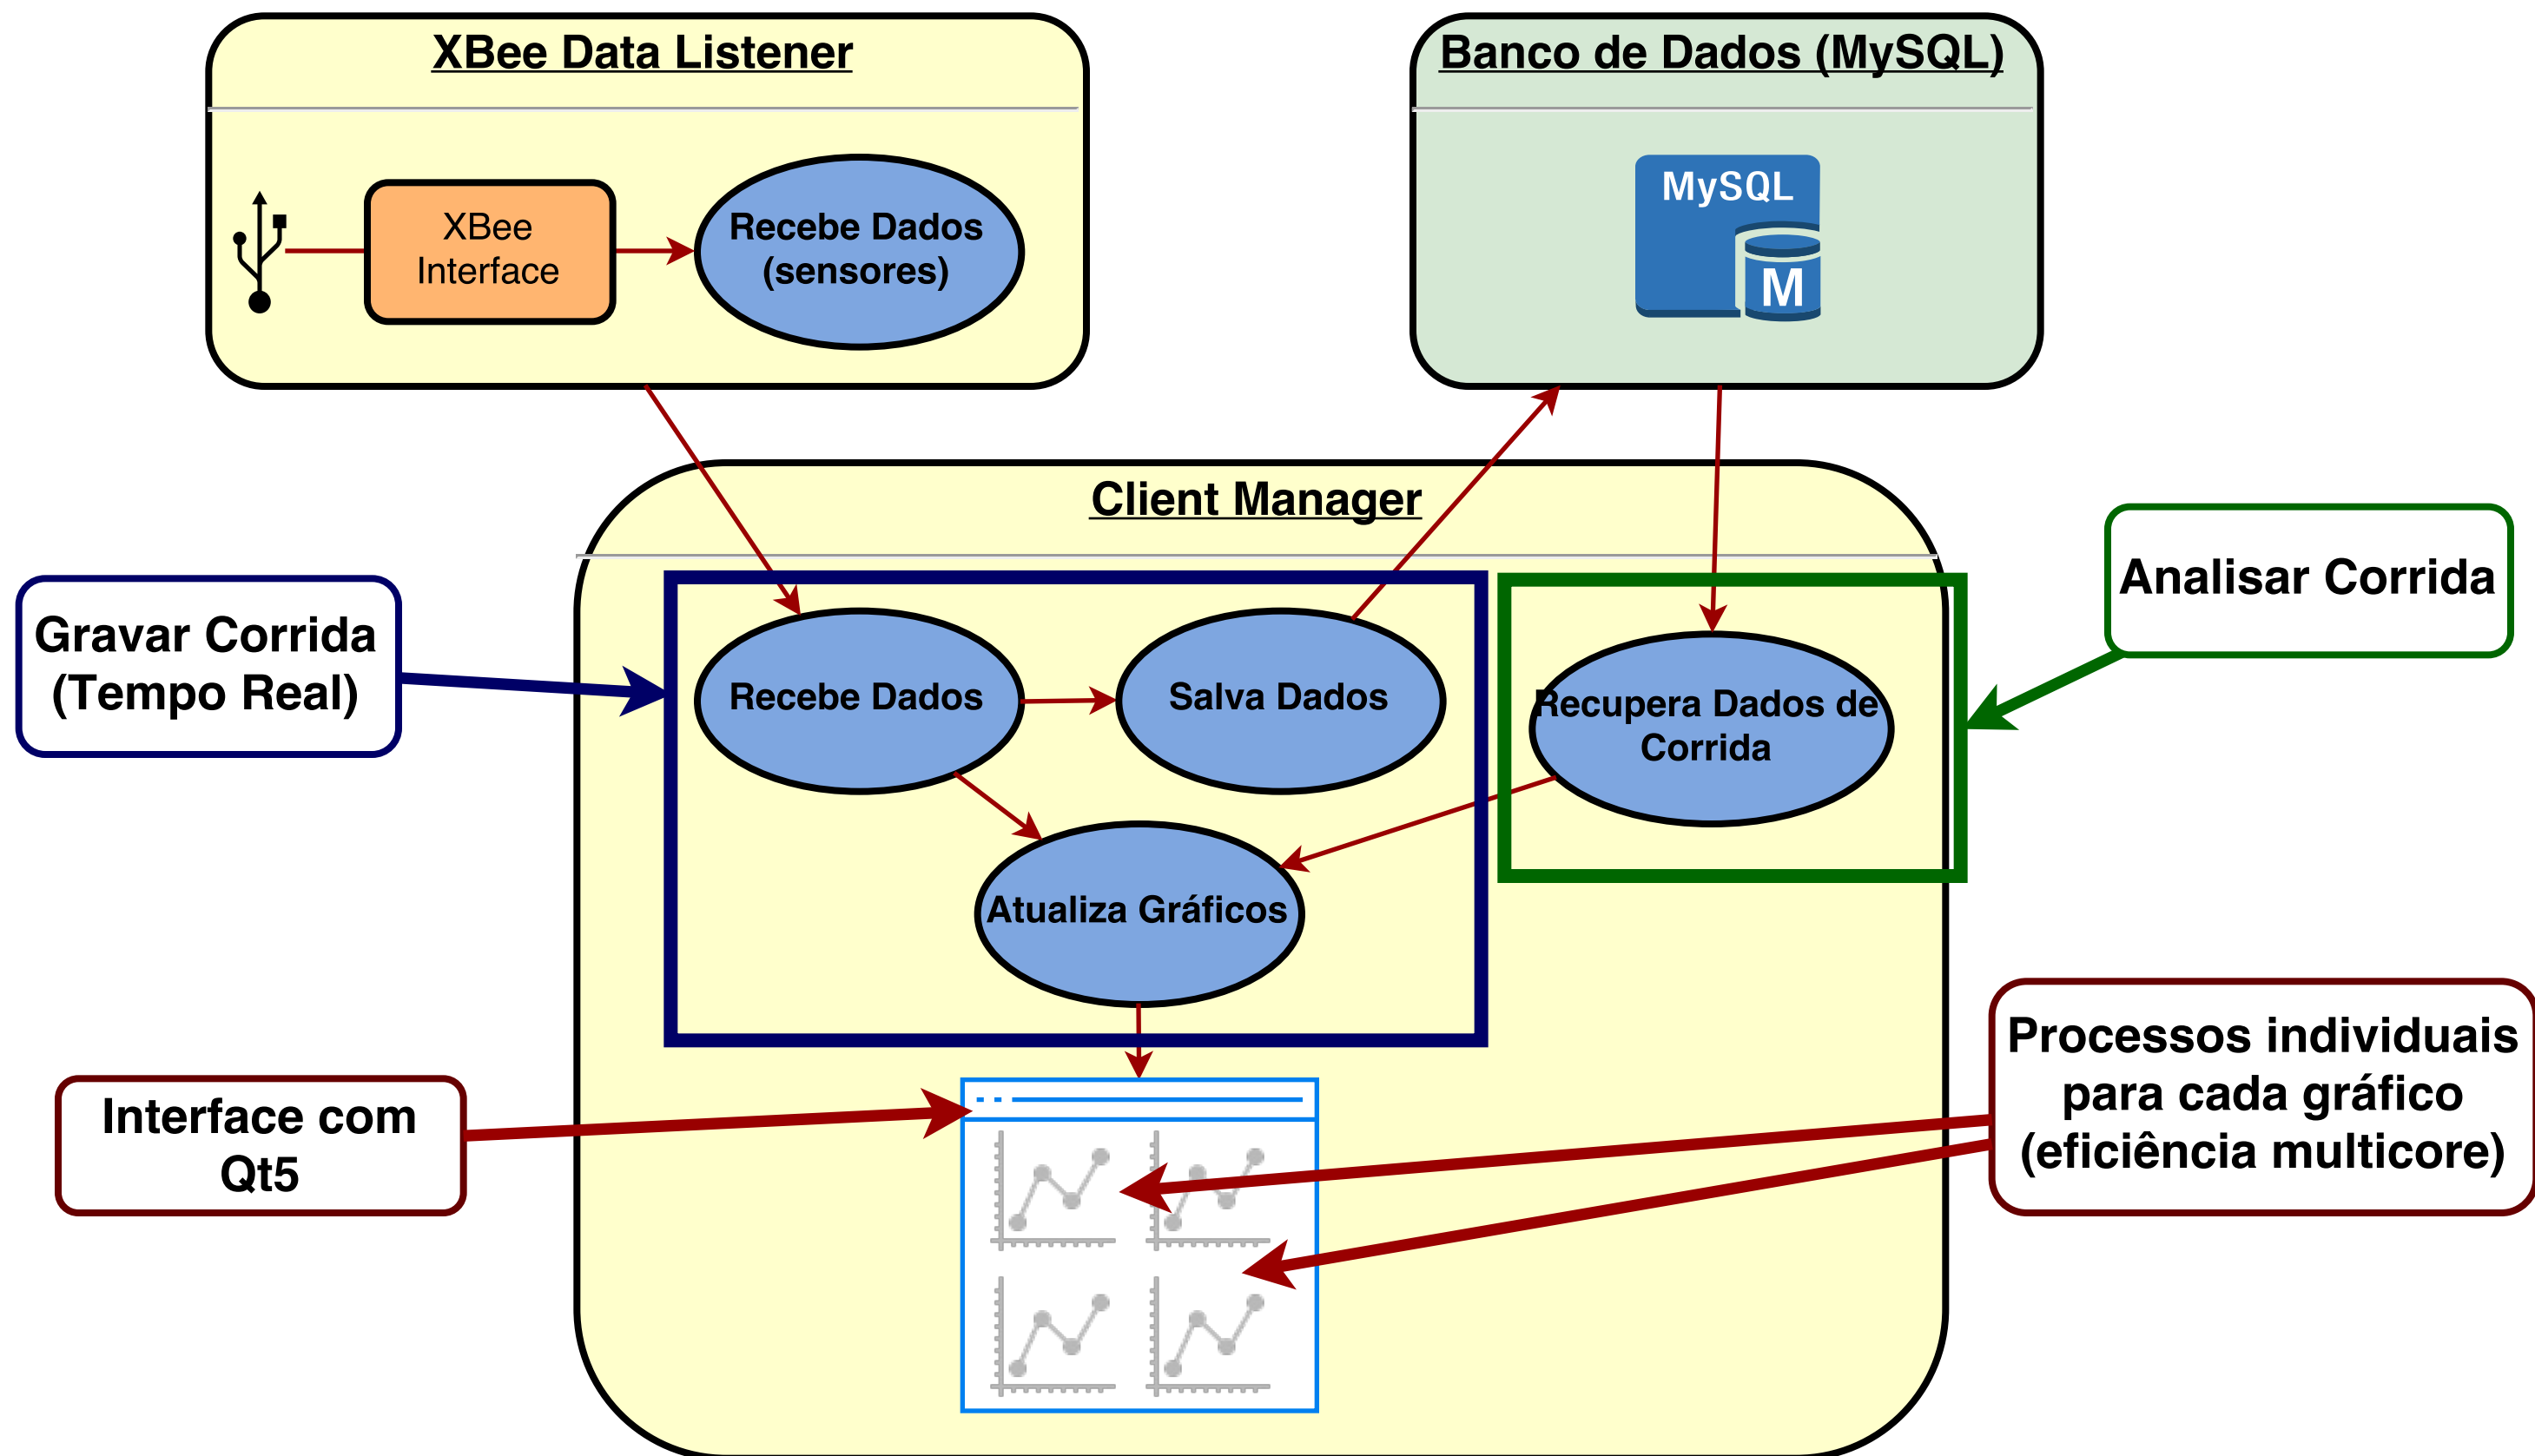 XBee Data Listener
XBee
Interface
Recebe Dados
(sensores)
Banco de Dados (MySQL)
MySQL
M
Client Manager
Gravar Corrida
(Tempo Real)
Recebe Dados
Salva Dados
Recupera Dados de
Corrida
Analisar Corrida
Atualiza Gráficos
Interface com
Qt5
Processos individuais
para cada gráfico
(eficiência multicore)